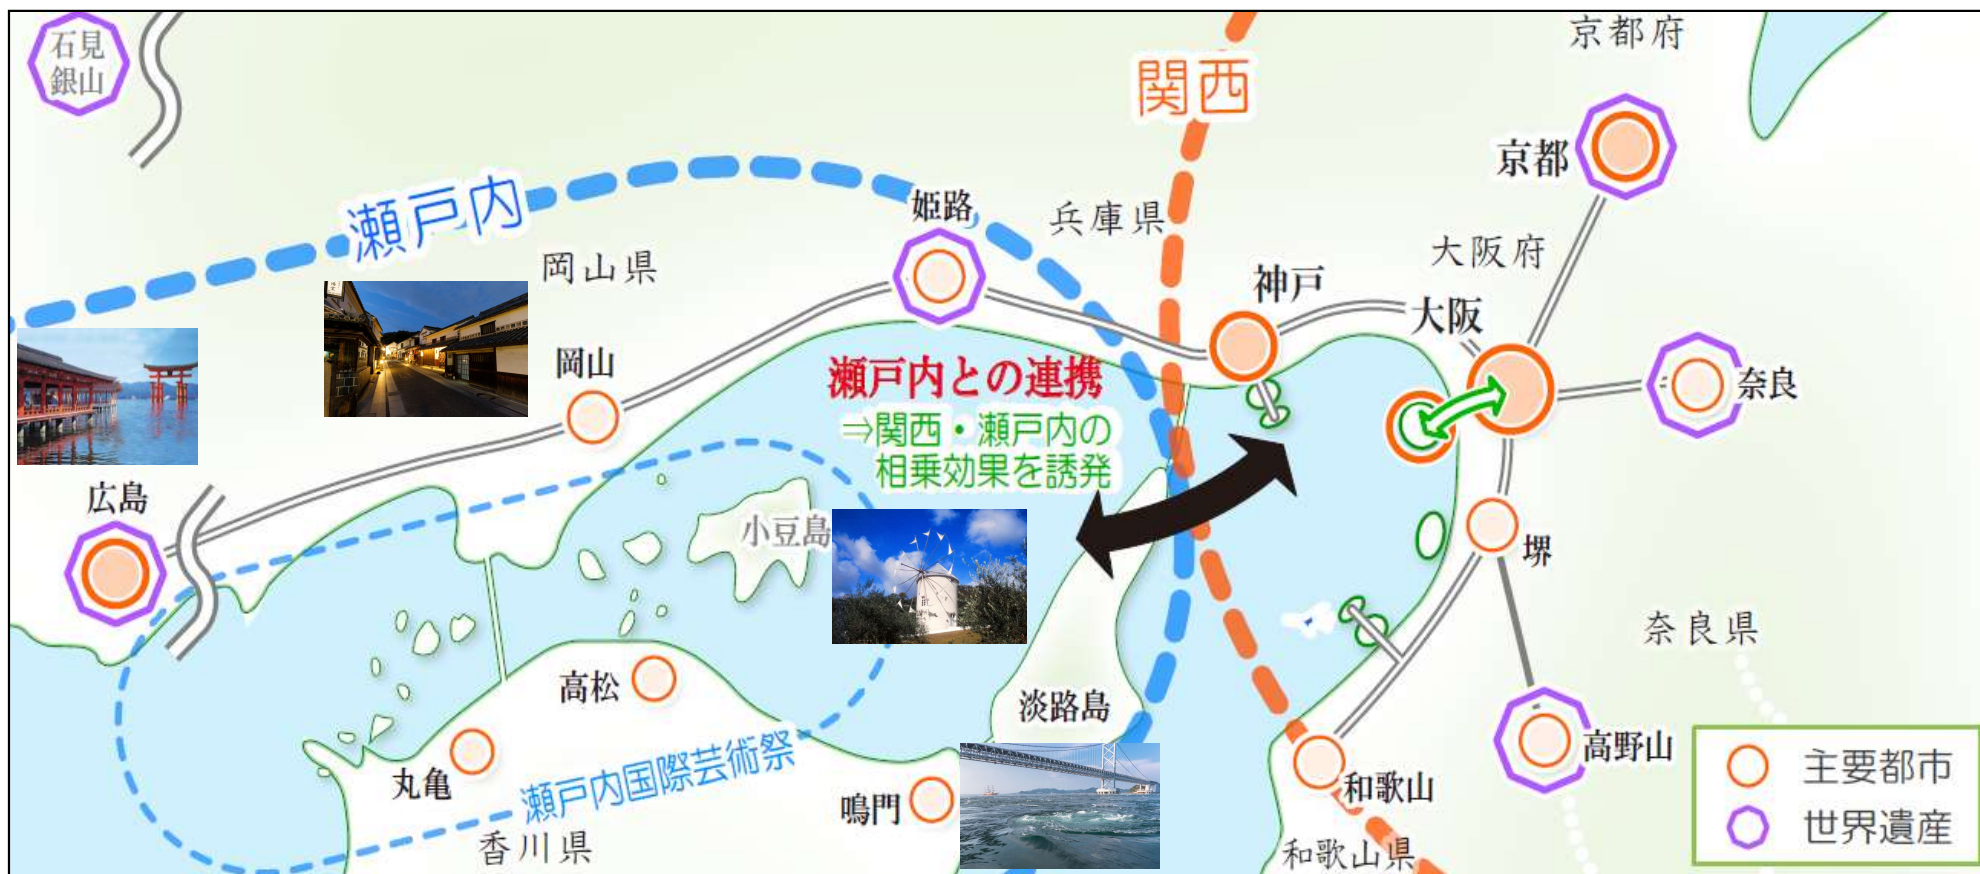 石見
銀山
関西
京都府
京都
瀬戸内
姫路
兵庫県
大阪府
岡山県
神戸
大阪
岡山
瀬戸内との連携
⇒関西・瀬戸内の
相乗効果を誘発
奈良
広島
小豆島
堺
奈良県
高松
淡路島
丸亀
瀬戸内国際芸術祭
鳴門
和歌山
高野山
香川県
和歌山県
主要都市
世界遺産